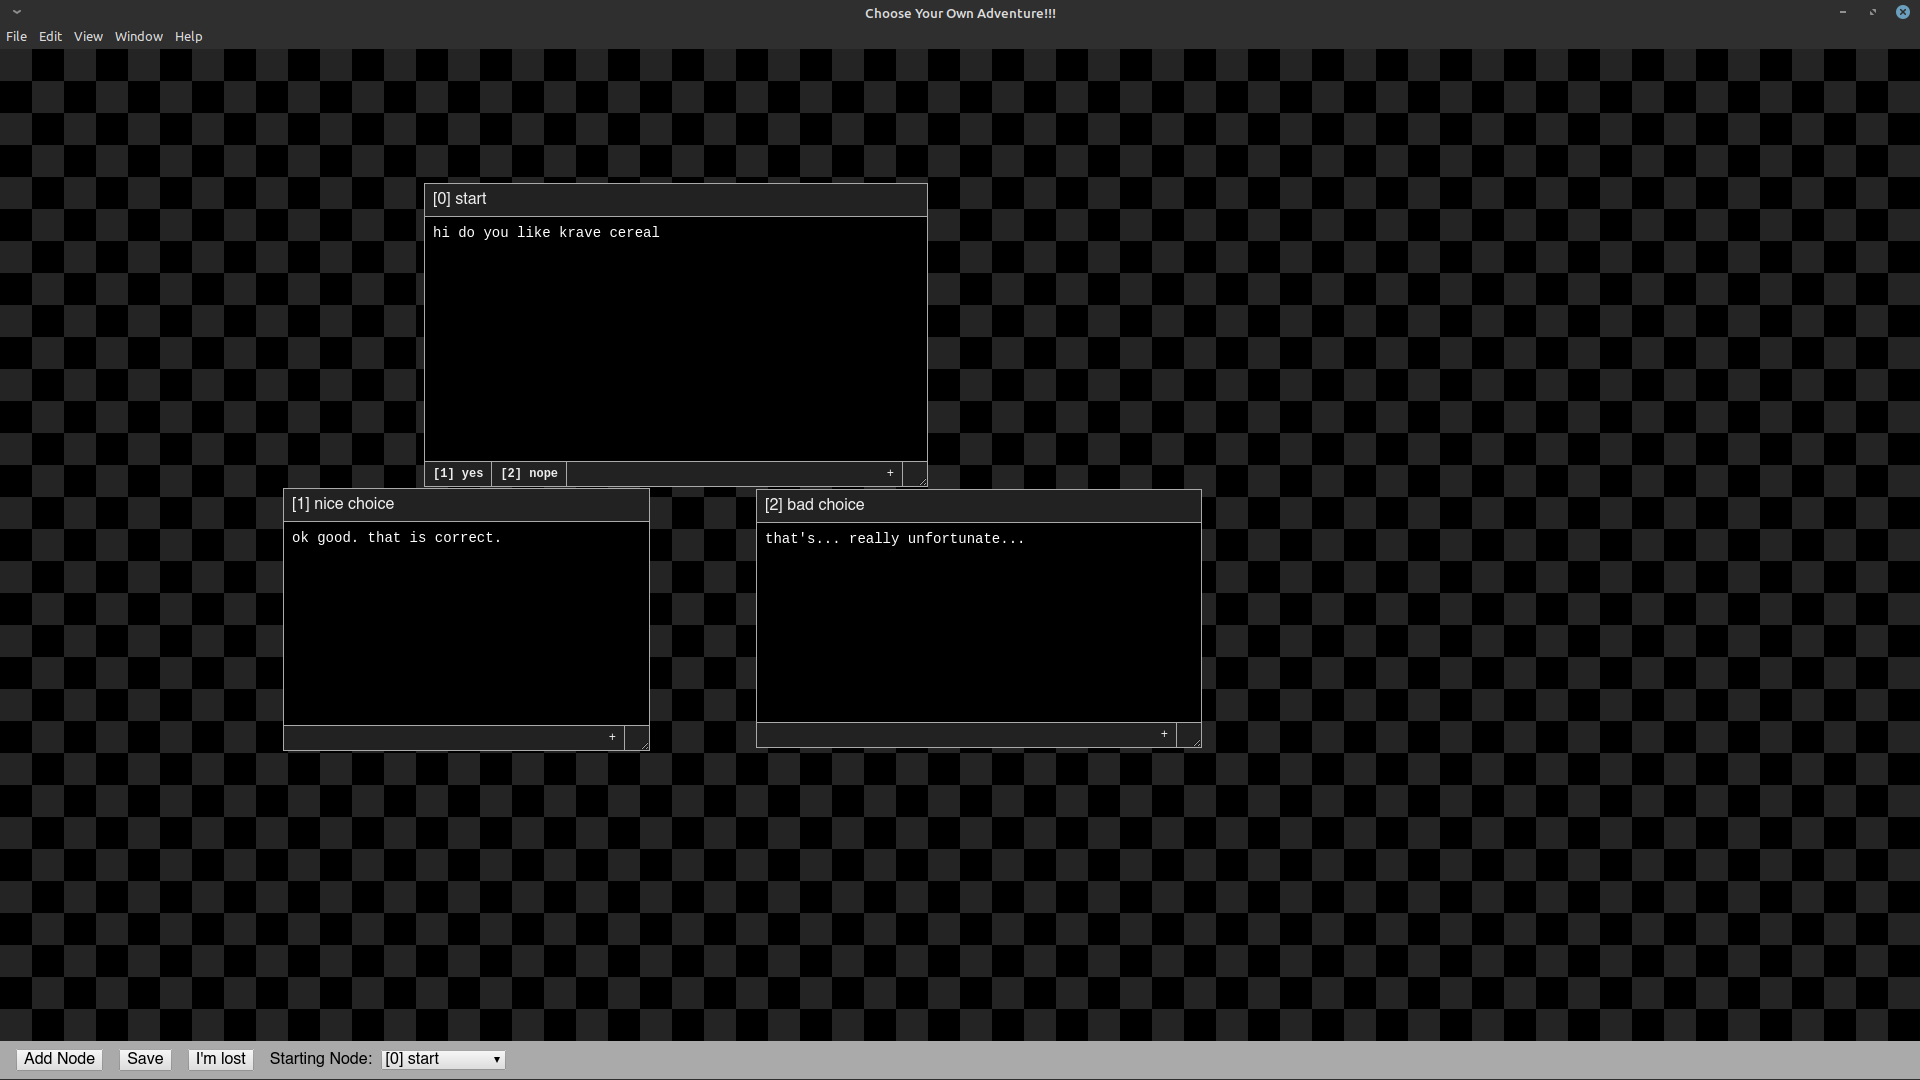 Choose Your Own Adventure!!!
File Edit View Window Help
[0] start
hi do you like krave cereal
[1] yes [2] nope +
[1] nice choice
ok good. that is correct.
+
[2] bad choice
that's... really unfortunate...
+
Add Node Save I'm lost Starting Node: [0] start